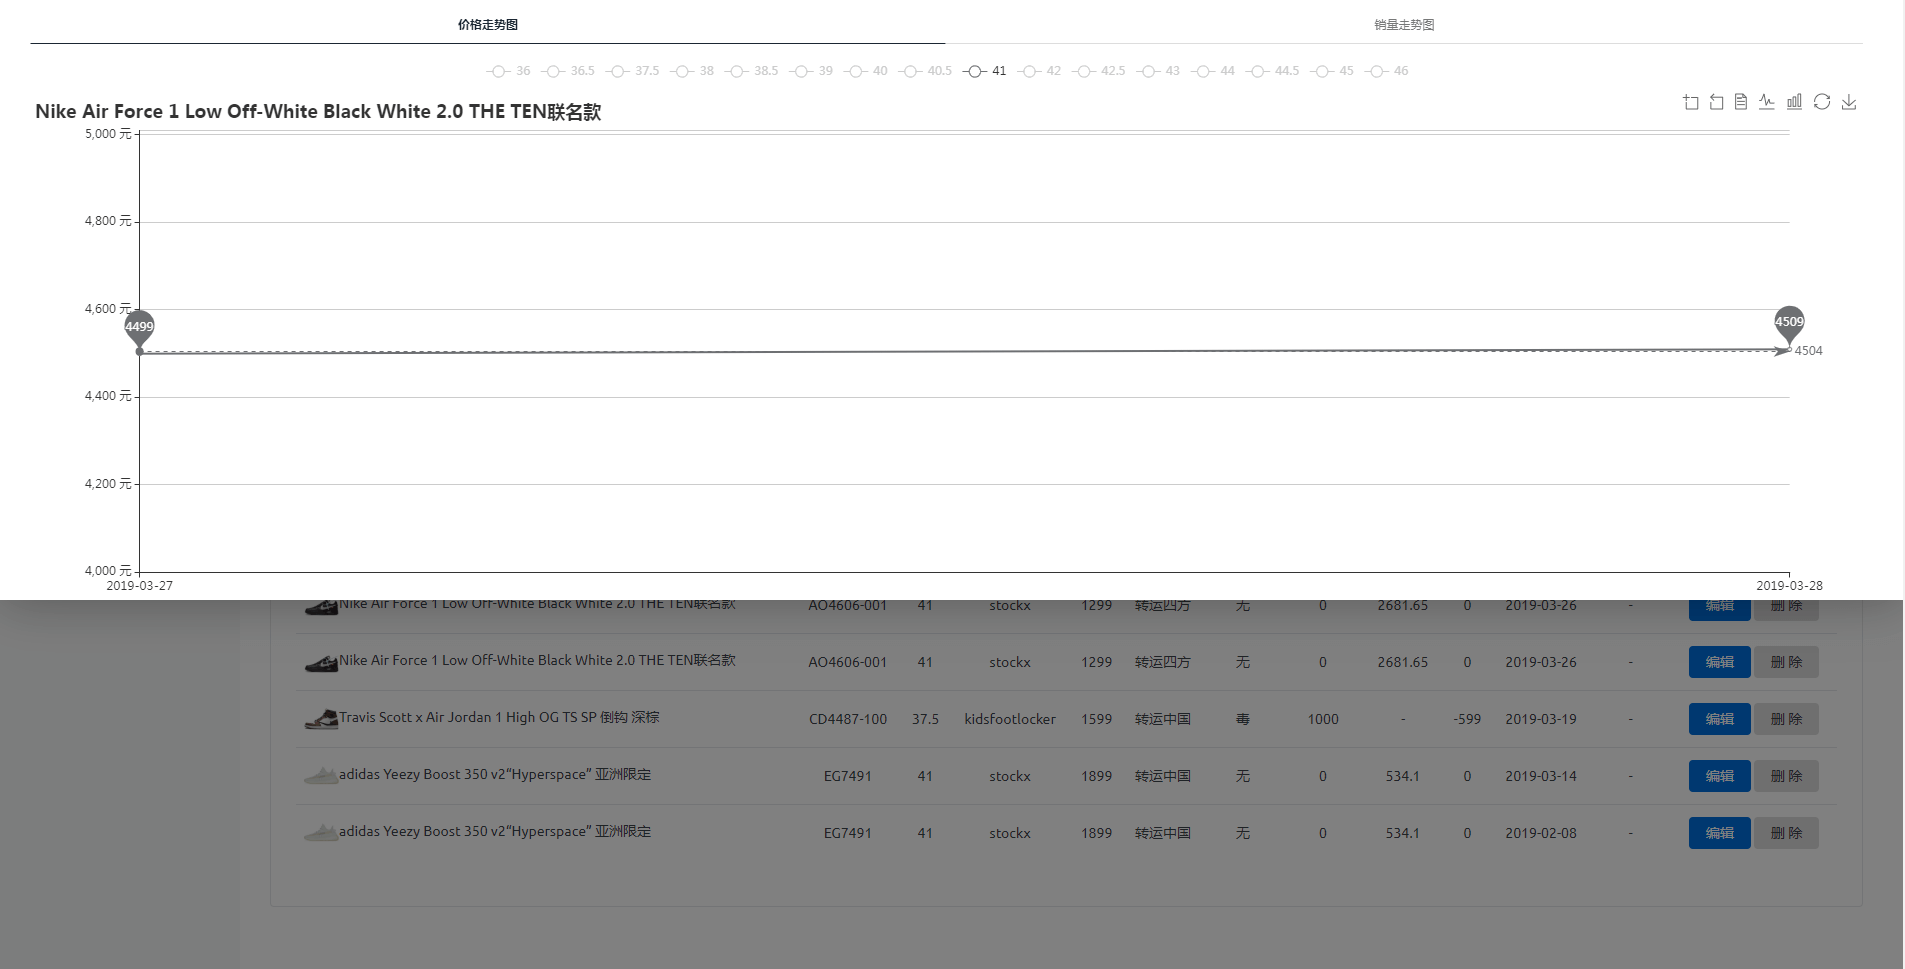 价格走势图 销量走势图
36 36.5 37.5 38 38.5 39 40 40.5 41 42 42.5 43 44 44.5 45 46
Nike Air Force 1 Low Off-White Black White 2.0 THE TEN联名款
5,000 元
4,800 元
4,600 元
4499 4509
4504
4,400 元
4,200 元
4,000 元
2019-03-27 2019-03-28
Nike Air Force 1 Low Off-White Black White 2.0 THE TEN联名款 AO4606-001 41 stockx 1299 转运四方 无 0 2681.65 0 2019-03-26 - 编辑 删 除
Nike Air Force 1 Low Off-White Black White 2.0 THE TEN联名款 AO4606-001 41 stockx 1299 转运四方 无 0 2681.65 0 2019-03-26 - 编辑 删 除
Travis Scott x Air Jordan 1 High OG TS SP 倒钩 深棕 CD4487-100 37.5 kidsfootlocker 1599 转运中国 毒 1000 - -599 2019-03-19 - 编辑 删 除
adidas Yeezy Boost 350 v2“Hyperspace” 亚洲限定 EG7491 41 stockx 1899 转运中国 无 0 534.1 0 2019-03-14 - 编辑 删 除
adidas Yeezy Boost 350 v2“Hyperspace” 亚洲限定 EG7491 41 stockx 1899 转运中国 无 0 534.1 0 2019-02-08 - 编辑 删 除